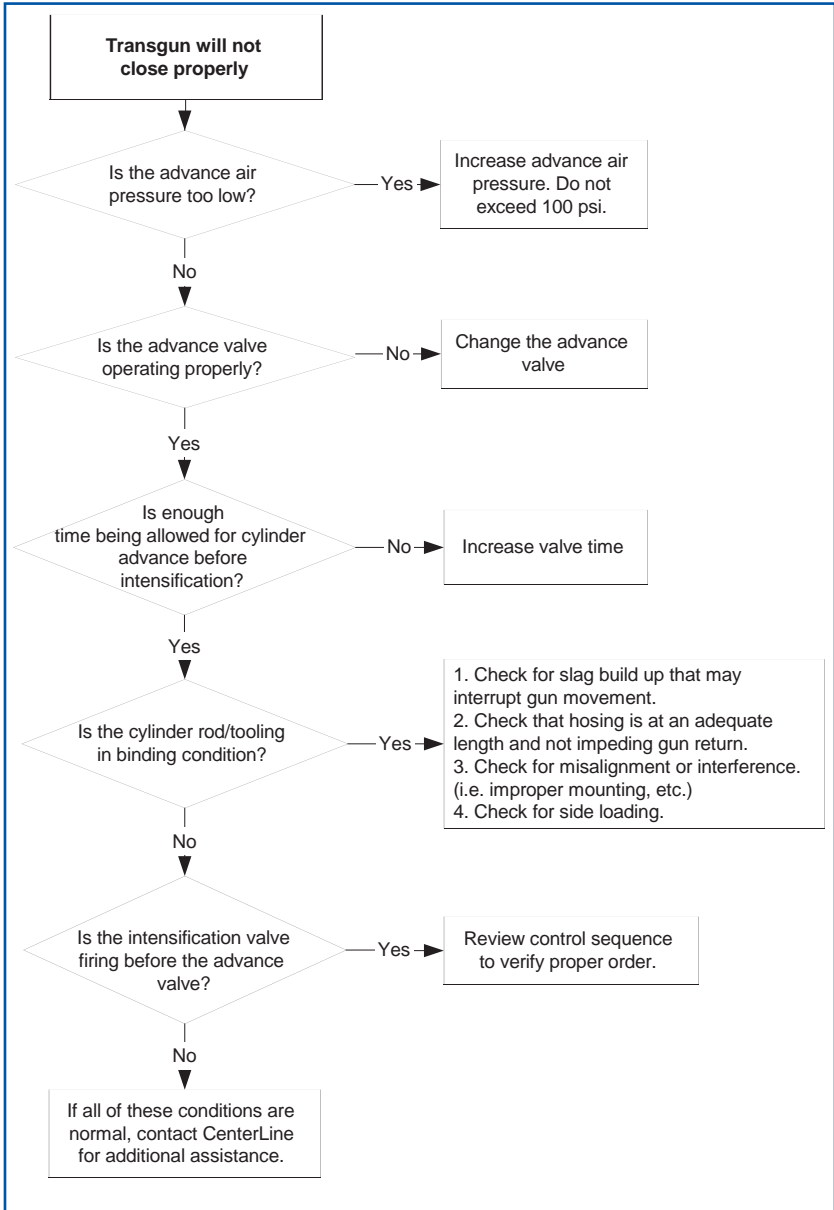 Transgun will not
close properly
Is the advance air
pressure too low?
Yes
Increase advance air
pressure. Do not
exceed 100 psi.
No
Is the advance valve
operating properly?
No
Change the advance
valve
Yes
Is enough
time being allowed for cylinder
advance before
intensification?
No
Increase valve time
Yes
Is the cylinder rod/tooling
in binding condition?
Yes
1. Check for slag build up that may
interrupt gun movement.
2. Check that hosing is at an adequate
length and not impeding gun return.
3. Check for misalignment or interference.
(i.e. improper mounting, etc.)
4. Check for side loading.
No
Is the intensification valve
firing before the advance
valve?
Yes
Review control sequence
to verify proper order.
No
If all of these conditions are
normal, contact CenterLine
for additional assistance.